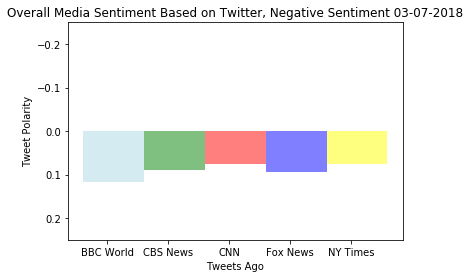 Overall Media Sentiment Based on Twitter, Negative Sentiment 03-07-2018
−0.2
−0.1
0.0
0.1
0.2
Tweet Polarity
BBC World CBS News CNN Fox News NY Times
Tweets Ago